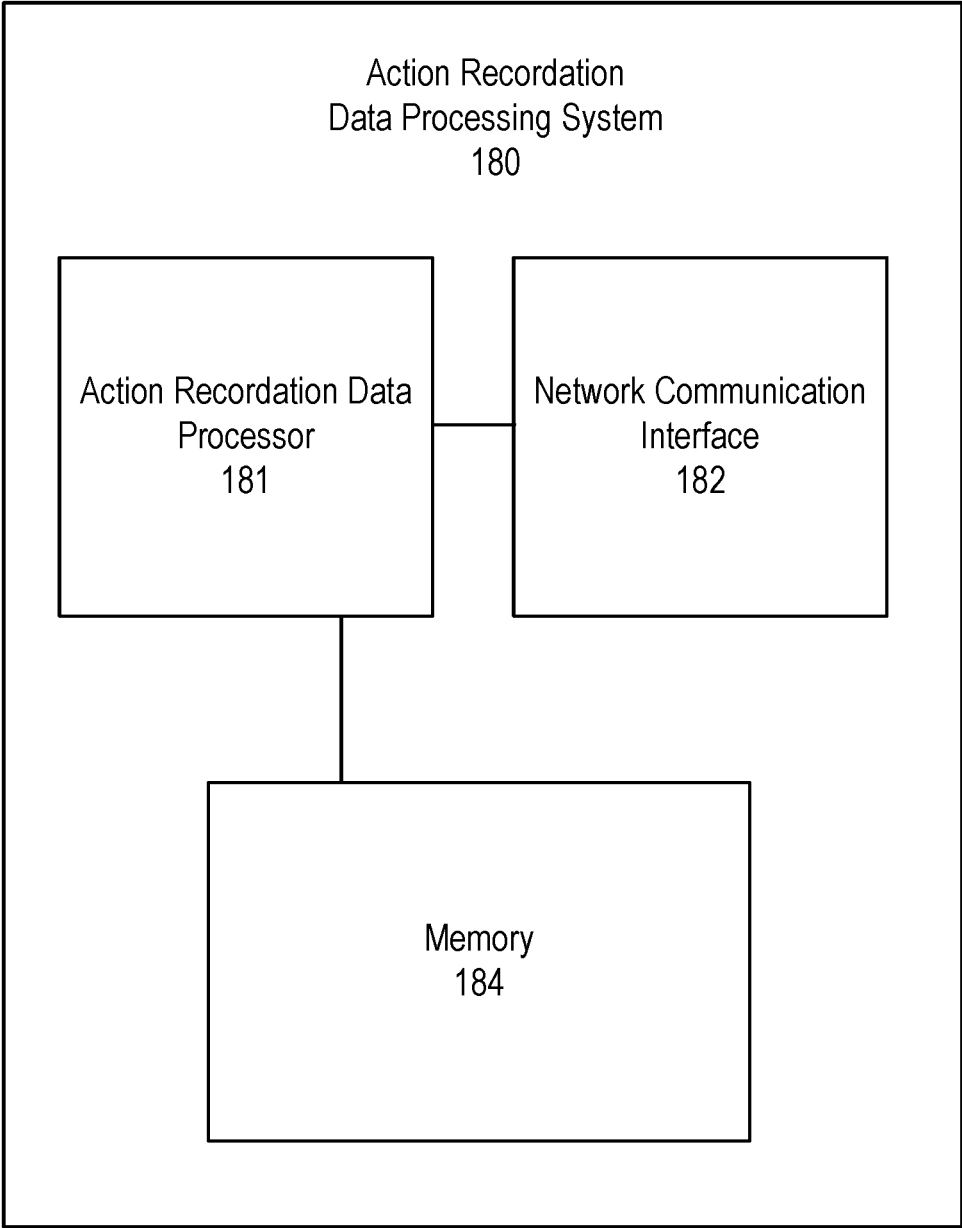 Action Recordation
Data Processing System
180
Action Recordation Data
Processor
181
Network Communication
Interface
182
Memory
184